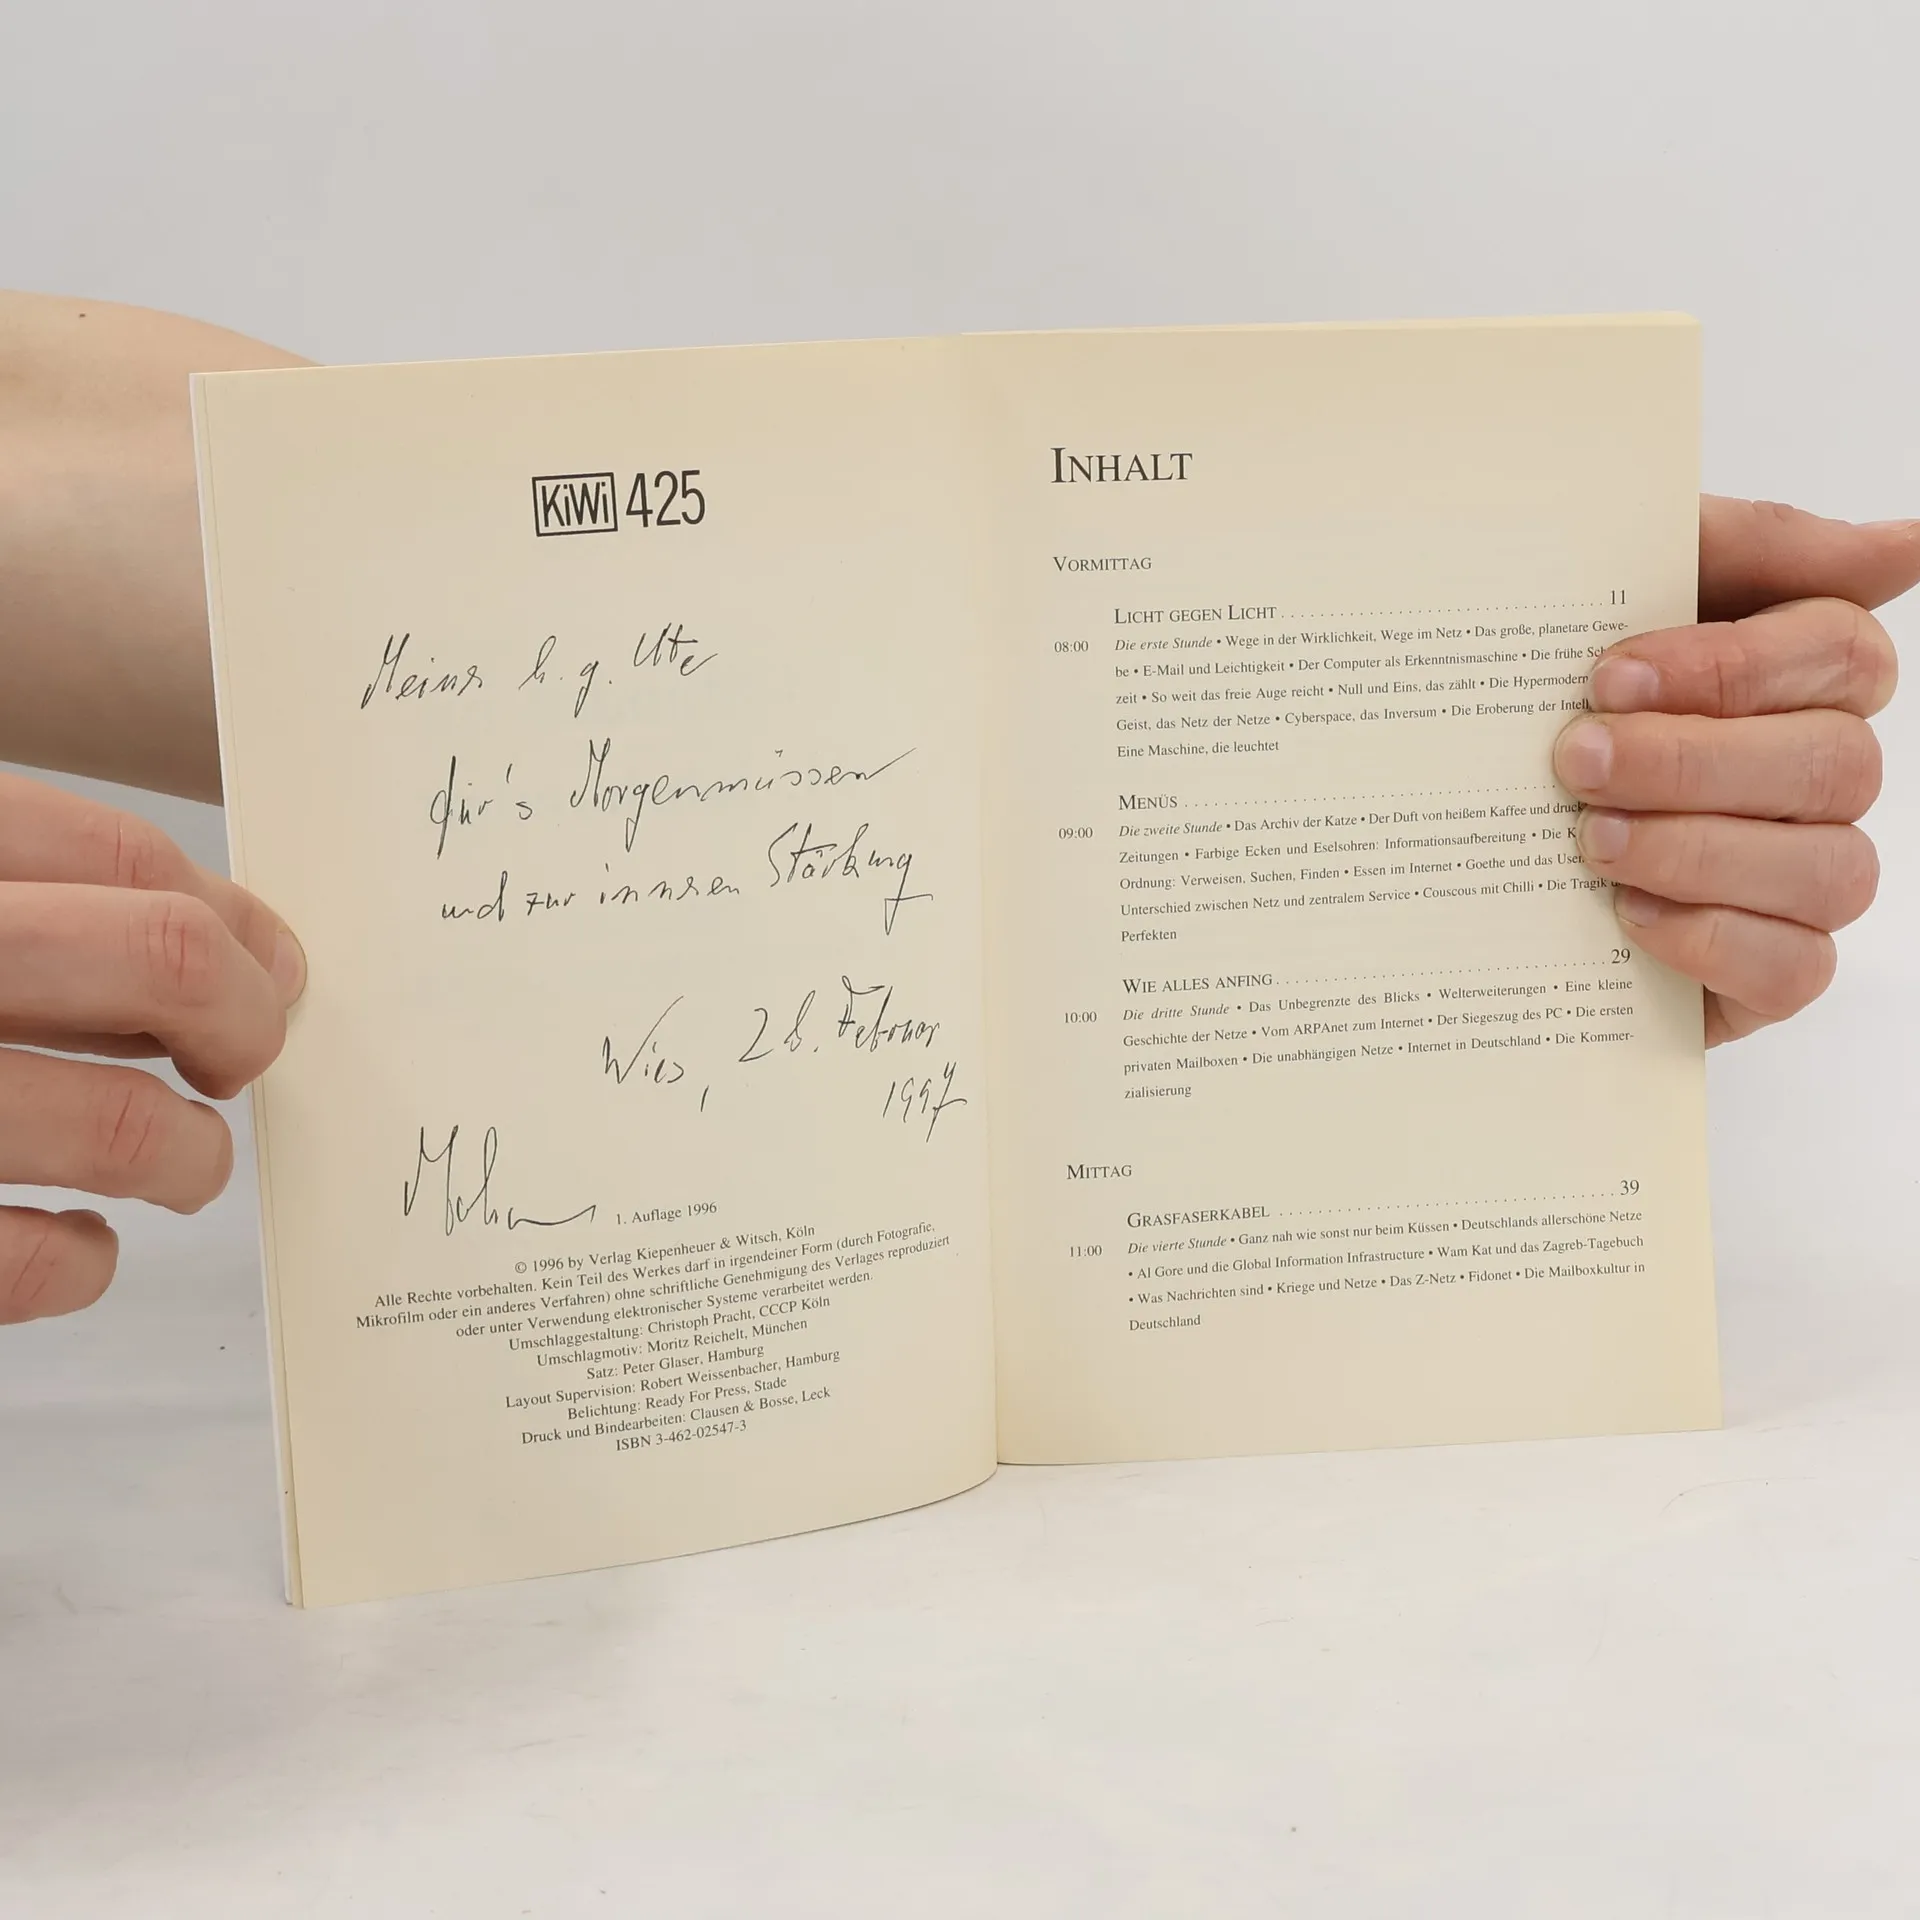 KiWi 425
Meiner h. g. Ute
für's Morgenmüssen
und zur inneren Stärkung
Wies, 28. Februar
1997
1. Auflage 1996
© 1996 by Verlag Kiepenheuer & Witsch, Köln
Alle Rechte vorbehalten. Kein Teil des Werkes darf in irgendeiner Form (durch Fotografie,
Mikrofilm oder ein anderes Verfahren) ohne schriftliche Genehmigung des Verlages reproduziert
oder unter Verwendung elektronischer Systeme verarbeitet werden.
Umschlaggestaltung: Christoph Pracht, CCCP Köln
Umschlagmotiv: Moritz Reichelt, München
Satz: Peter Glaser, Hamburg
Layout Supervision: Robert Weissenbacher, Hamburg
Belichtung: Ready For Press, Stade
Druck und Bindearbeiten: Clausen & Bosse, Leck
ISBN 3-462-02547-3
INHALT
VORMITTAG
LICHT GEGEN LICHT . . . . . . . . . . . . . . . . . . . . . . . . . . . . . . . . . . 11
08:00 Die erste Stunde • Wege in der Wirklichkeit, Wege im Netz • Das große, planetare Gewe-
be • E-Mail und Leichtigkeit • Der Computer als Erkenntnismaschine • Die frühe
zeit • So weit das freie Auge reicht • Null und Eins, das zählt • Die Hypermodern
Geist, das Netz der Netze • Cyberspace, das Inversum • Die Eroberung der Intell
Eine Maschine, die leuchtet
MENÜS . . . . . . . . . . . . . . . . . . . . . . . . . . . . . . . . . . . . .
09:00 Die zweite Stunde • Das Archiv der Katze • Der Duft von heißem Kaffee und druck
Zeitungen • Farbige Ecken und Eselsohren: Informationsaufbereitung • Die K
Ordnung: Verweisen, Suchen, Finden • Essen im Internet • Goethe und das Usen
Unterschied zwischen Netz und zentralem Service • Couscous mit Chilli • Die Tragik
Perfekten
WIE ALLES ANFING . . . . . . . . . . . . . . . . . . . . . . . . . . . . . . . . . . 29
10:00 Die dritte Stunde • Das Unbegrenzte des Blicks • Welterweiterungen • Eine kleine
Geschichte der Netze • Vom ARPAnet zum Internet • Der Siegeszug des PC • Die ersten
privaten Mailboxen • Die unabhängigen Netze • Internet in Deutschland • Die Kommer-
zialisierung
MITTAG
GRASFASERKABEL . . . . . . . . . . . . . . . . . . . . . . . . . . . . . . . . . . . 39
11:00 Die vierte Stunde • Ganz nah wie sonst nur beim Küssen • Deutschlands allerschöne Netze
• Al Gore und die Global Information Infrastructure • Wam Kat und das Zagreb-Tagebuch
• Was Nachrichten sind • Kriege und Netze • Das Z-Netz • Fidonet • Die Mailboxkultur in
Deutschland